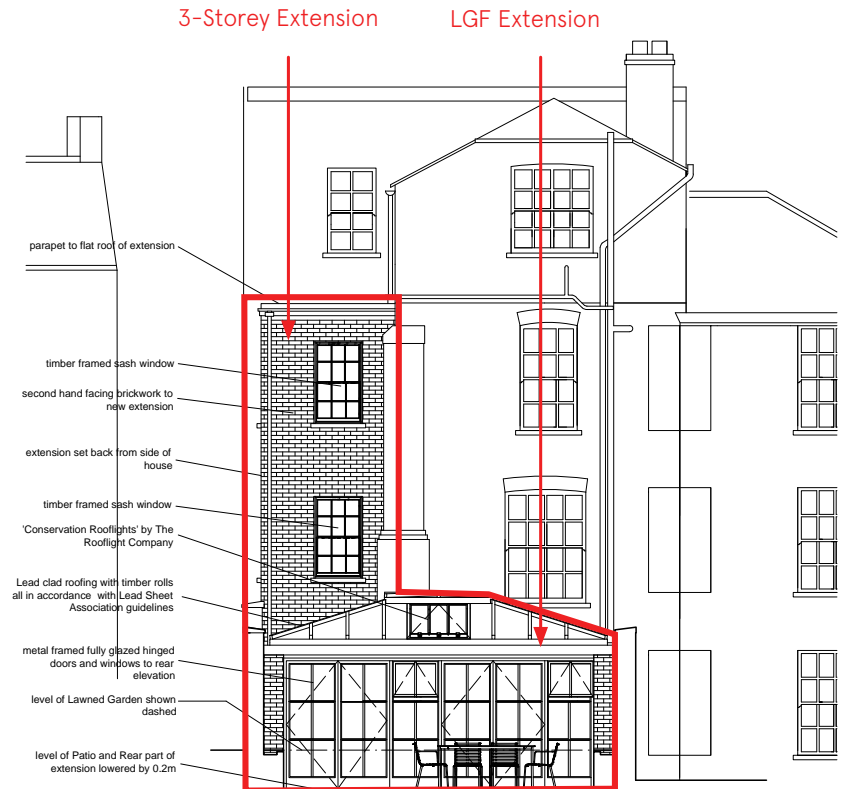 3-Storey Extension
LGF Extension
parapet to flat roof of extension
timber framed sash window
second hand facing brickwork to
new extension
extension set back from side of
house
timber framed sash window
'Conservation Rooflights' by The
Rooflight Company
Lead clad roofing with timber rolls
all in accordance with Lead Sheet
Association guidelines
metal framed fully glazed hinged
doors and windows to rear
elevation
level of Lawned Garden shown
dashed
level of Patio and Rear part of
extension lowered by 0.2m